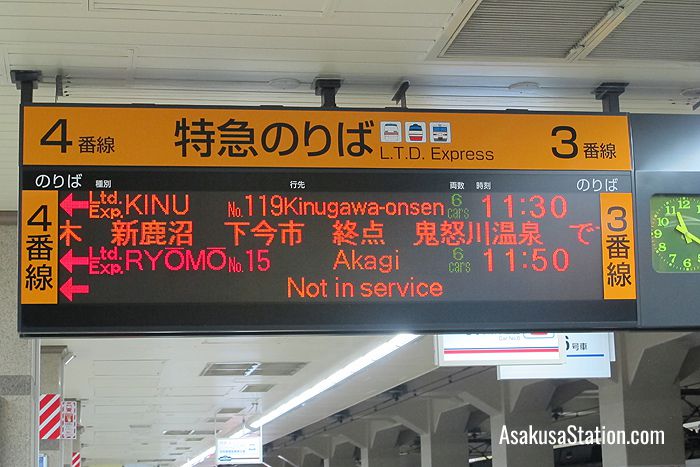 4番線 特急のりば L.T.D. Express 3番線
のりば 種別 行先 両数 時刻 のりば
4番線
3番線
Ltd. Exp. KINU No.119 Kinugawa-onsen 6 cars 11:30
木 新鹿沼 下今市 終点 鬼怒川温泉 で
Ltd. Exp. RYŌMŌ No.15 Akagi 6 cars 11:50
Not in service
号車
AsakusaStation.com